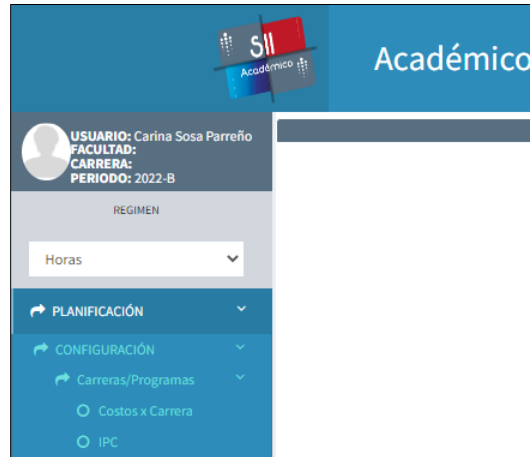 SII
Académico
Académico
USUARIO: Carina Sosa Parreño
FACULTAD:
CARRERA:
PERIODO: 2022-B
REGIMEN
Horas
PLANIFICACIÓN
CONFIGURACIÓN
Carreras/Programas
Costos x Carrera
IPC